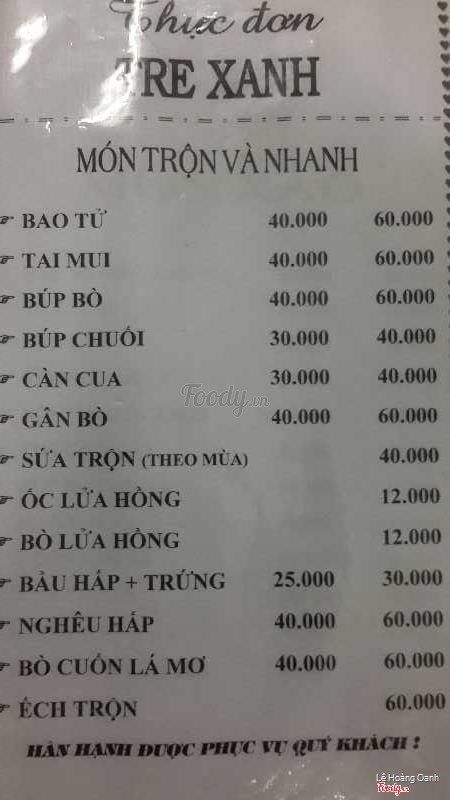 Thực đơn
TRE XANH
MÓN TRỘN VÀ NHANH
BAO TỬ 40.000 60.000
TAI MUI 40.000 60.000
BÚP BÒ 40.000 60.000
BÚP CHUỐI 30.000 40.000
CÀN CUA 30.000 40.000
GÂN BÒ 40.000 60.000
SỨA TRỘN (THEO MÙA) 40.000
ỐC LỬA HỒNG 12.000
BÒ LỬA HỒNG 12.000
BẦU HẤP + TRỨNG 25.000 30.000
NGHÊU HẤP 40.000 60.000
BÒ CUỐN LÁ MƠ 40.000 60.000
ẾCH TRỘN 60.000
HÂN HẠNH ĐƯỢC PHỤC VỤ QUÝ KHÁCH !
Foody.vn
Lê Hoàng Oanh
Foody.vn